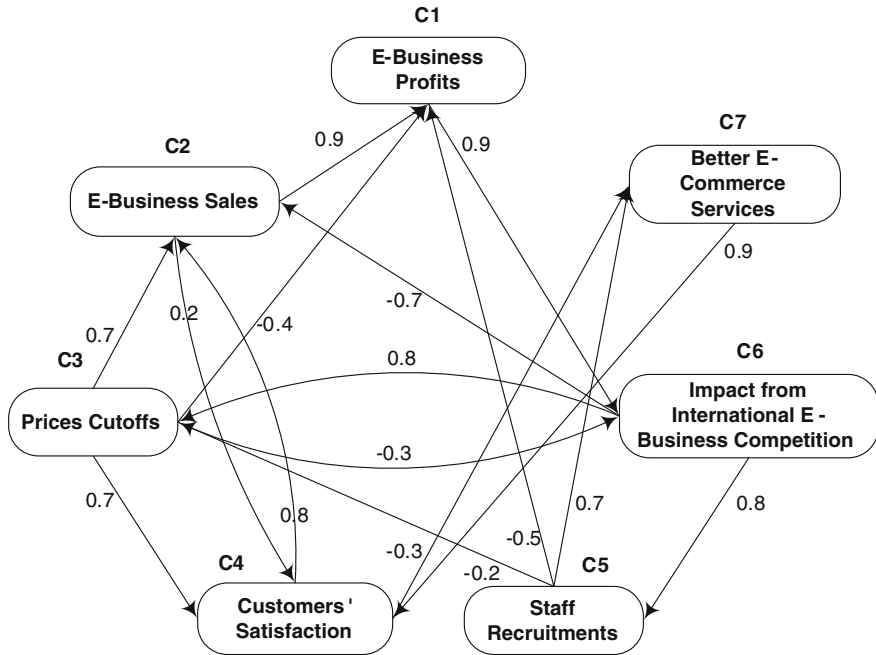 C1
E-Business
Profits
C7
Better E-
Commerce
Services
C2
E-Business Sales
0.9
0.9
0.9
-0.7
0.7
0.2
-0.4
C3
Prices Cutoffs
0.8
C6
Impact from
International E -
Business Competition
-0.3
0.7
0.7
0.8
0.8
-0.3
-0.5
-0.2
C4
Customers'
Satisfaction
C5
Staff
Recruitments